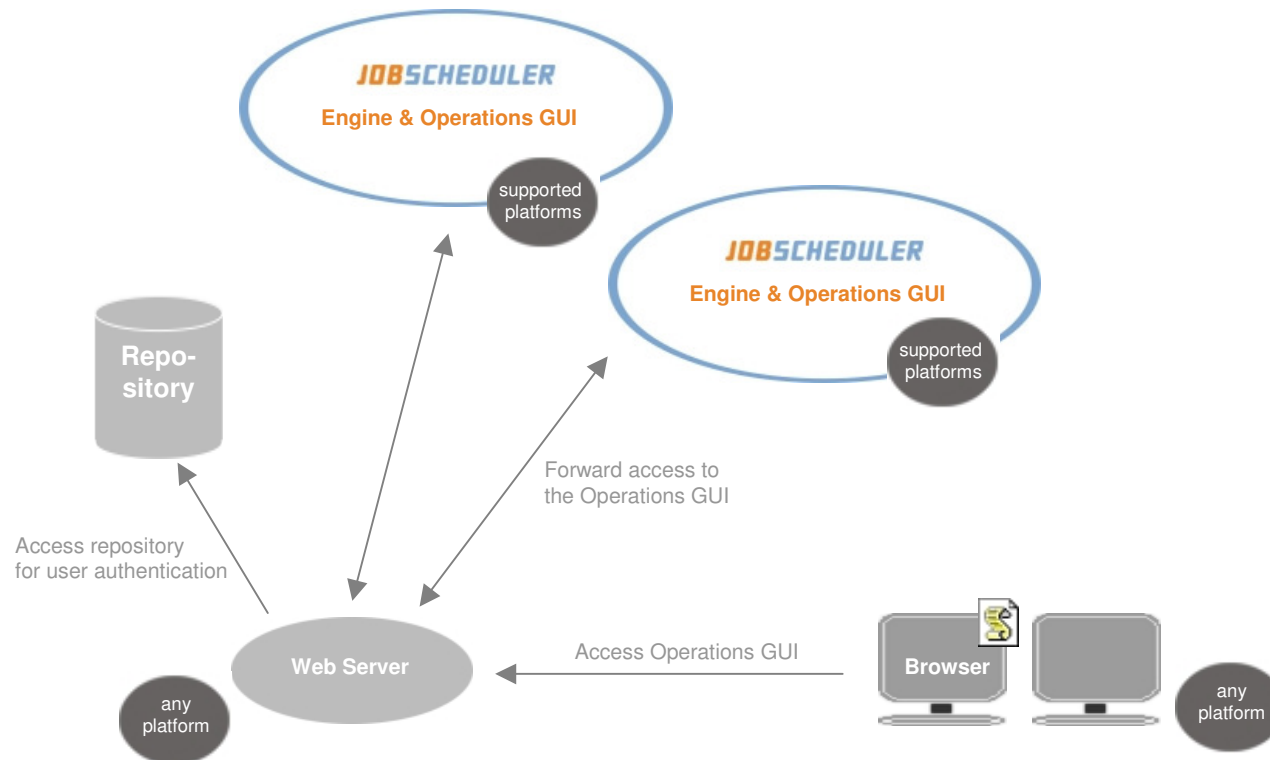 JOBSCHEDULER
Engine & Operations GUI
supported
platforms
JOBSCHEDULER
Engine & Operations GUI
supported
platforms
Repo-
sitory
Forward access to
the Operations GUI
Access repository
for user authentication
Web Server
any
platform
Access Operations GUI
Browser
any
platform